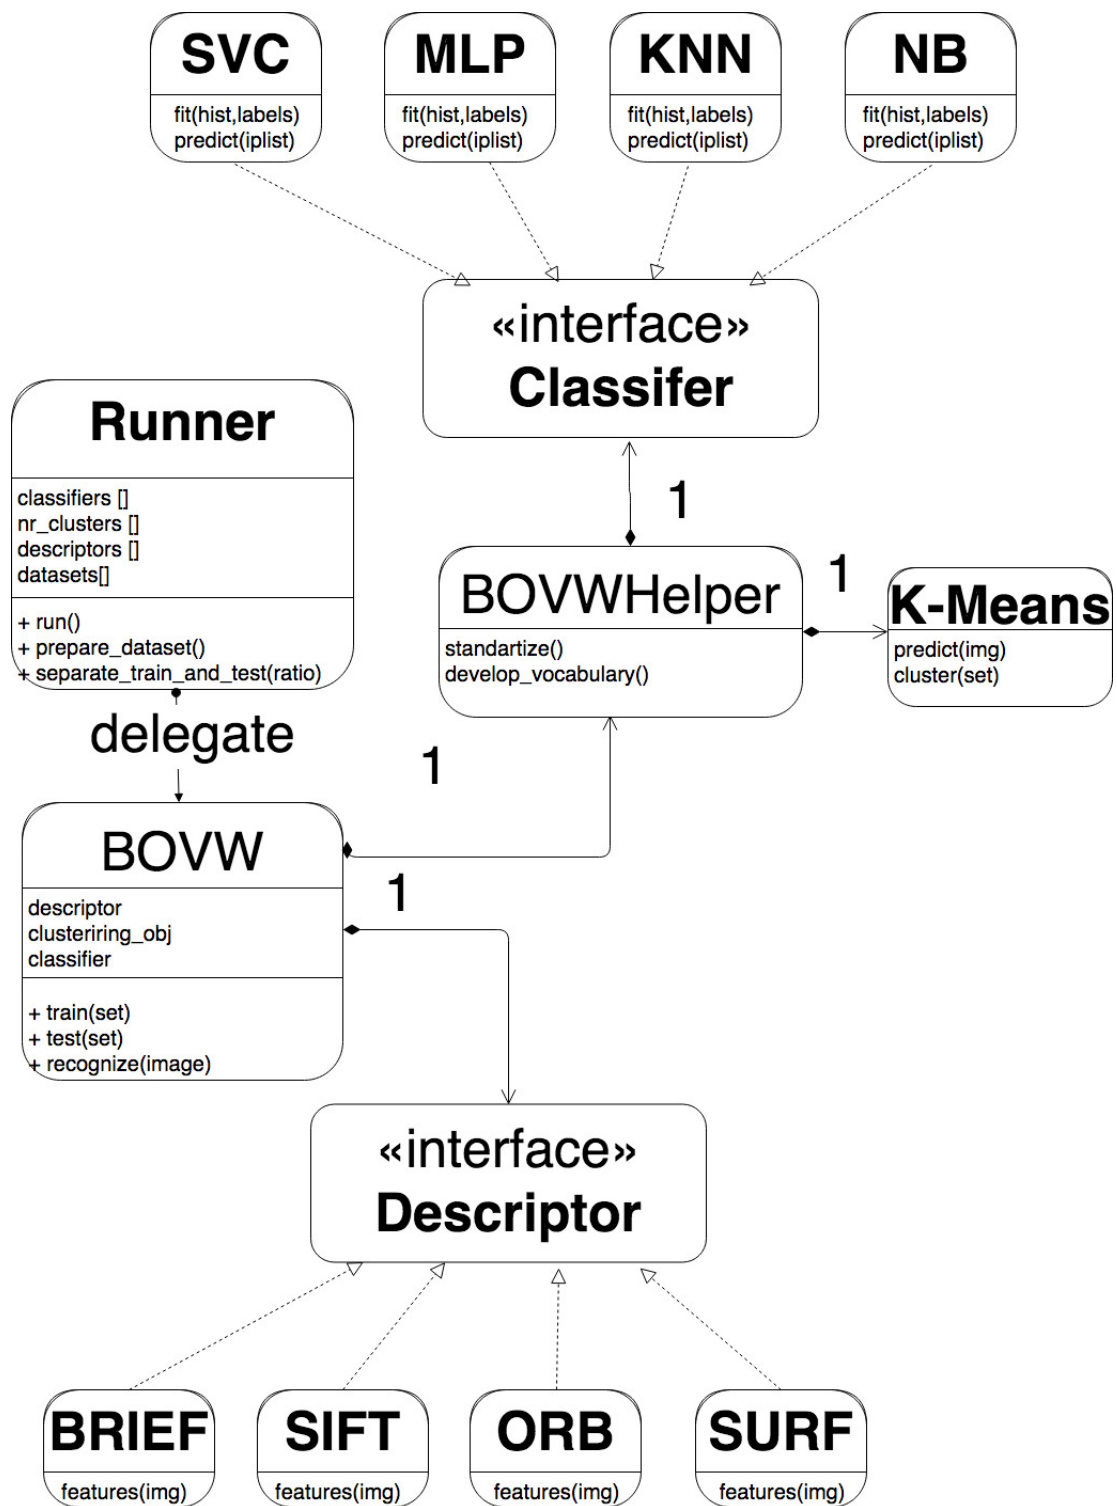 SVC
fit(hist,labels)
predict(iplist)
MLP
fit(hist,labels)
predict(iplist)
KNN
fit(hist,labels)
predict(iplist)
NB
fit(hist,labels)
predict(iplist)
«interface»
Classifer
Runner
classifiers []
nr_clusters []
descriptors []
datasets[]
+ run()
+ prepare_dataset()
+ separate_train_and_test(ratio)
1
BOVWHelper
standartize()
develop_vocabulary()
1
K-Means
predict(img)
cluster(set)
delegate
1
BOVW
descriptor
clusteriring_obj
classifier
+ train(set)
+ test(set)
+ recognize(image)
1
«interface»
Descriptor
BRIEF
features(img)
SIFT
features(img)
ORB
features(img)
SURF
features(img)